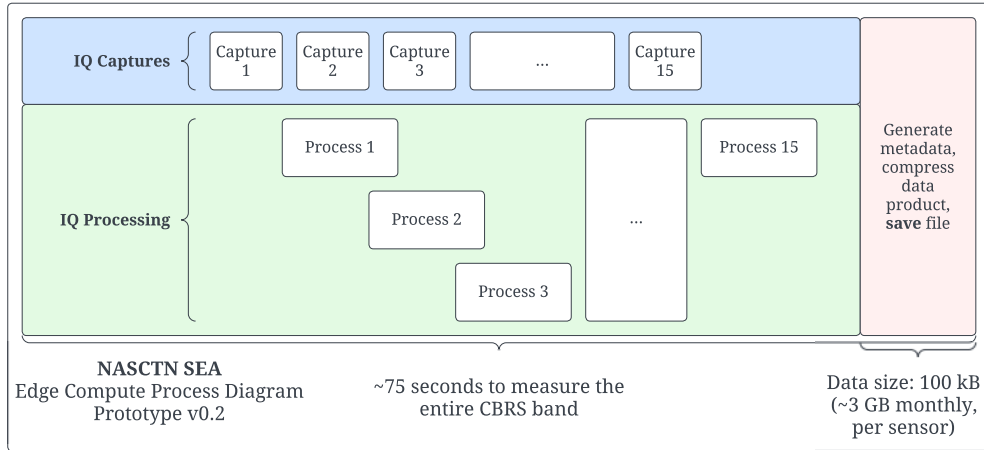 IQ Captures
Capture
1
Capture
2
Capture
3
...
Capture
15
IQ Processing
Process 1
Process 2
Process 3
...
Process 15
Generate
metadata,
compress
data
product,
save file
NASCTN SEA
Edge Compute Process Diagram
Prototype v0.2
~75 seconds to measure the
entire CBRS band
Data size: 100 kB
(~3 GB monthly,
per sensor)